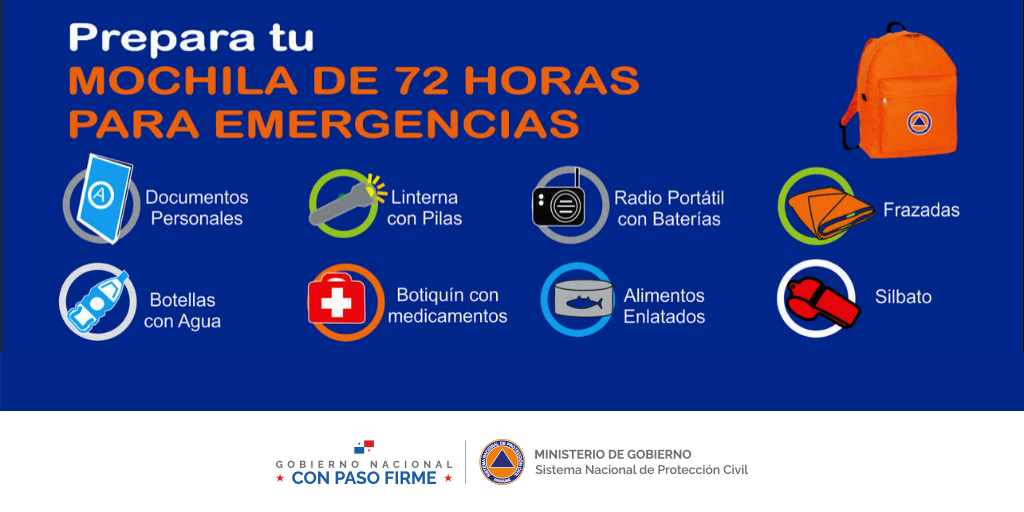 Prepara tu
MOCHILA DE 72 HORAS
PARA EMERGENCIAS
Documentos
Personales
Linterna
con Pilas
Radio Portátil
con Baterías
Frazadas
Botellas
con Agua
Botiquín con
medicamentos
Alimentos
Enlatados
Silbato
GOBIERNO NACIONAL
CON PASO FIRME
MINISTERIO DE GOBIERNO
Sistema Nacional de Protección Civil